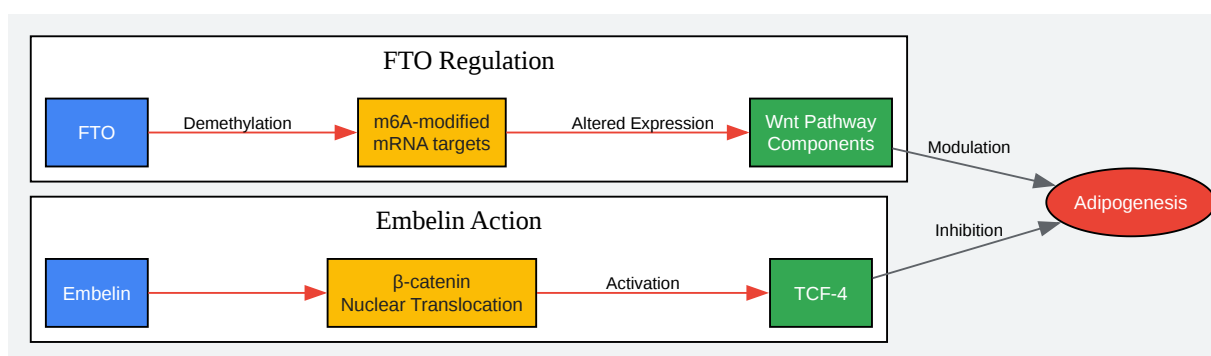 FTO Regulation
FTO
Demethylation
m6A-modified
mRNA targets
Altered Expression
Wnt Pathway
Components
Modulation
Adipogenesis
Embelin Action
Embelin
β-catenin
Nuclear Translocation
Activation
TCF-4
Inhibition